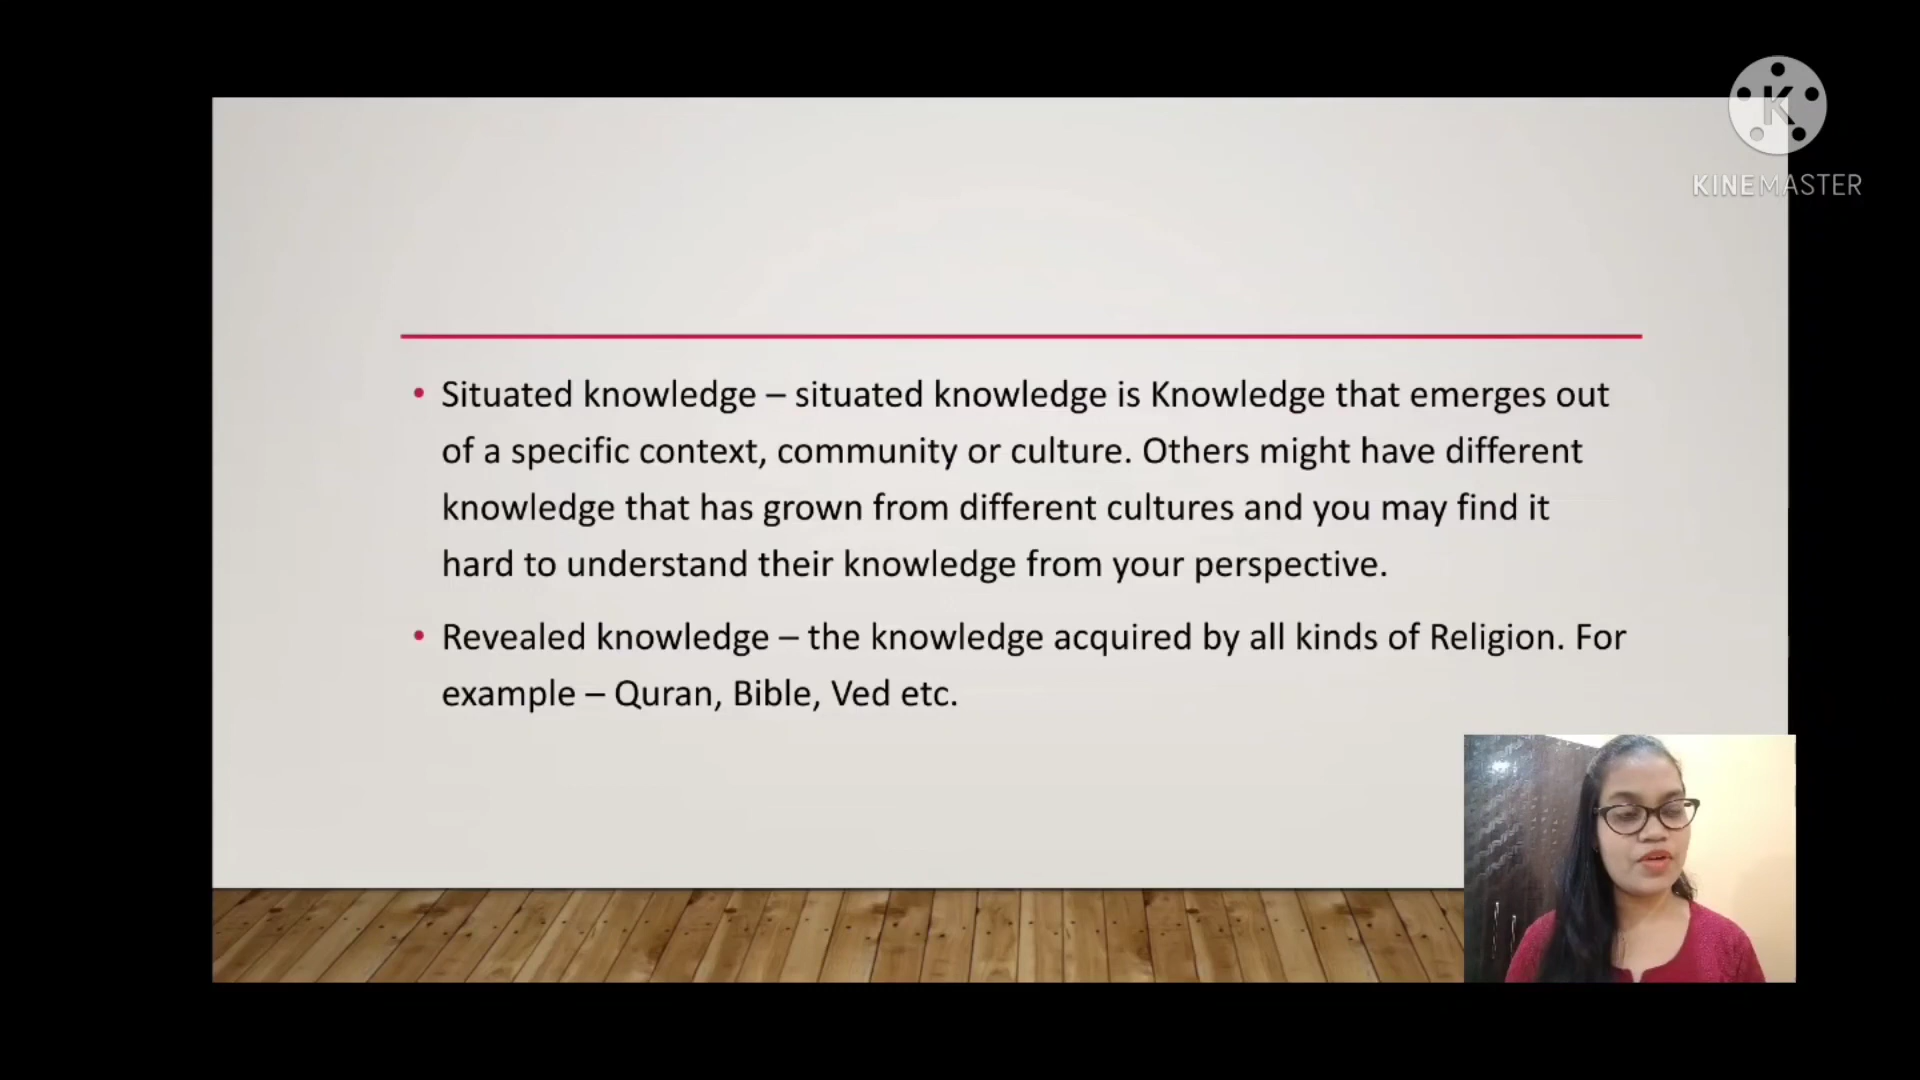 K
KINEMASTER
• Situated knowledge – situated knowledge is Knowledge that emerges out
of a specific context, community or culture. Others might have different
knowledge that has grown from different cultures and you may find it
hard to understand their knowledge from your perspective.
• Revealed knowledge – the knowledge acquired by all kinds of Religion. For
example – Quran, Bible, Ved etc.